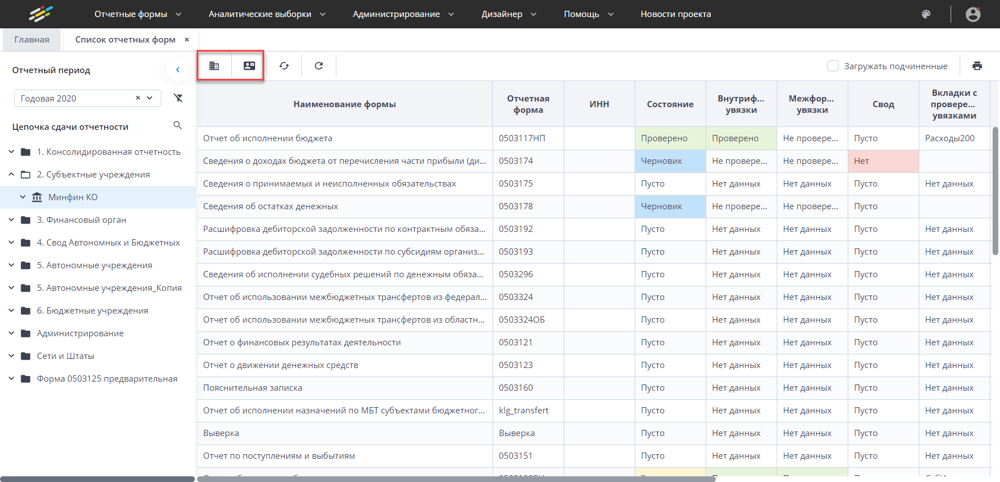 Отчетные формы Аналитические выборки Администрирование Дизайнер Помощь Новости проекта
Главная Список отчетных форм ×
Отчетный период
Годовая 2020 ×
Цепочка сдачи отчетности
1. Консолидированная отчетность
2. Субъектные учреждения
Минфин КО
3. Финансовый орган
4. Свод Автономных и Бюджетных
5. Автономные учреждения
5. Автономные учреждения_Копия
6. Бюджетные учреждения
Администрирование
Сети и Штаты
Форма 0503125 предварительная
Загружать подчиненные
Наименование формы
Отчетная
форма
ИНН
Состояние
Внутриф...
увязки
Межфор...
увязки
Свод
Вкладки с
провере...
увязками
Отчет об исполнении бюджета 0503117НП Проверено Проверено Не провере... Пусто Расходы200
Сведения о доходах бюджета от перечисления части прибыли (ди... 0503174 Черновик Не провере... Не провере... Нет
Сведения о принимаемых и неисполненных обязательствах 0503175 Пусто Нет данных Нет данных Пусто Нет данных
Сведения об остатках денежных 0503178 Черновик Не провере... Не провере... Пусто
Расшифровка дебиторской задолженности по контрактным обяза... 0503192 Пусто Нет данных Нет данных Пусто Нет данных
Расшифровка дебиторской задолженности по субсидиям организ... 0503193 Пусто Нет данных Нет данных Пусто Нет данных
Сведения об исполнении судебных решений по денежным обяза... 0503296 Пусто Нет данных Нет данных Пусто Нет данных
Отчет об использовании межбюджетных трансфертов из федерал... 0503324 Пусто Нет данных Нет данных Пусто Нет данных
Отчет об использовании межбюджетных трансфертов из областн... 0503324ОБ Пусто Нет данных Нет данных Пусто Нет данных
Отчет о финансовых результатах деятельности 0503121 Пусто Нет данных Нет данных Пусто Нет данных
Отчет о движении денежных средств 0503123 Пусто Нет данных Нет данных Пусто Нет данных
Пояснительная записка 0503160 Пусто Нет данных Нет данных Пусто Нет данных
Отчет об исполнении назначений по МБТ субъектами бюджетног... klg_transfert Пусто Нет данных Нет данных Пусто Нет данных
Выверка Выверка Пусто Нет данных Нет данных Пусто Нет данных
Отчет по поступлениям и выбытиям 0503151 Пусто Нет данных Нет данных Пусто Нет данных